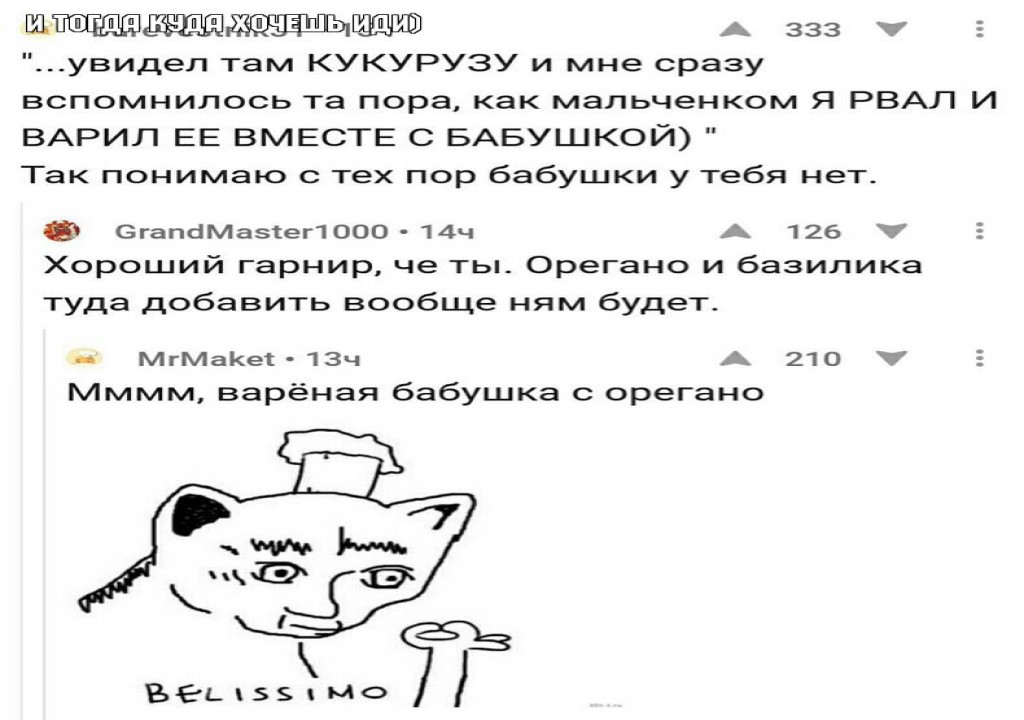 И ТОГДА КУДА ХОЧЕШЬ ИДИ)
333
"...увидел там КУКУРУЗУ и мне сразу
вспомнилось та пора, как мальченком Я РВАЛ И
ВАРИЛ ЕЕ ВМЕСТЕ С БАБУШКОЙ) "
Так понимаю с тех пор бабушки у тебя нет.
GrandMaster1000 • 14ч 126
Хороший гарнир, че ты. Орегано и базилика
туда добавить вообще ням будет.
MrMaket • 13ч 210
Мммм, варёная бабушка с орегано
BELISSIMO